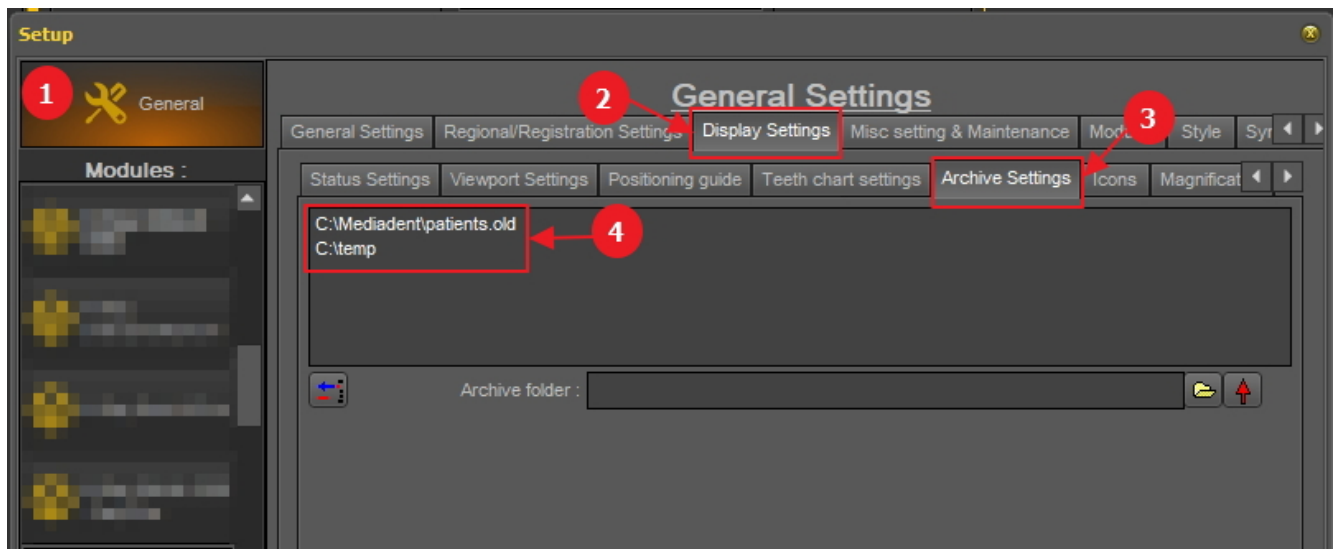 Setup
1
General
2
General Settings
3
General Settings
Regional/Registration Settings
Display Settings
Misc setting & Maintenance
Style
Modules :
Status Settings
Viewport Settings
Positioning guide
Teeth chart settings
Archive Settings
Icons
C:\Mediadent\patients.old
4
C:\temp
Archive folder :